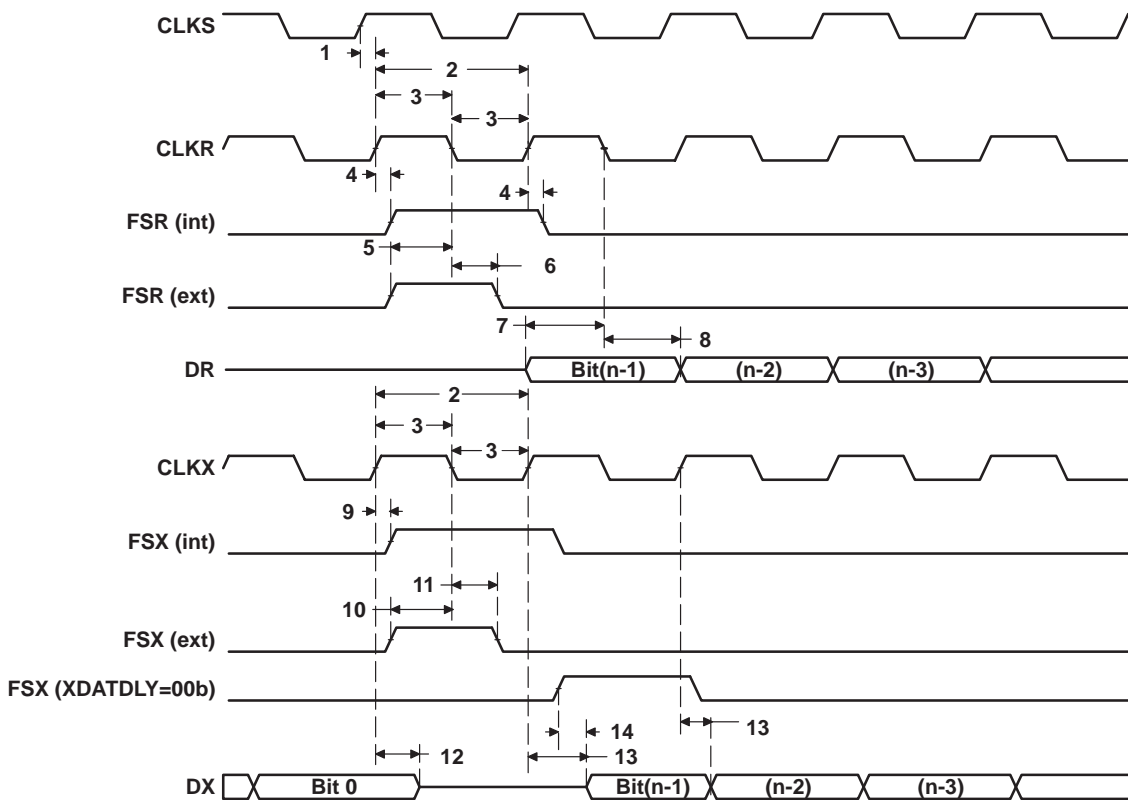 CLKS
1
2
3
3
CLKR
4
4
FSR (int)
5
6
FSR (ext)
7
8
DR
Bit(n-1)
(n-2)
(n-3)
2
3
3
CLKX
9
FSX (int)
11
10
FSX (ext)
FSX (XDATDLY=00b)
14
13
12
13
DX
Bit 0
Bit(n-1)
(n-2)
(n-3)